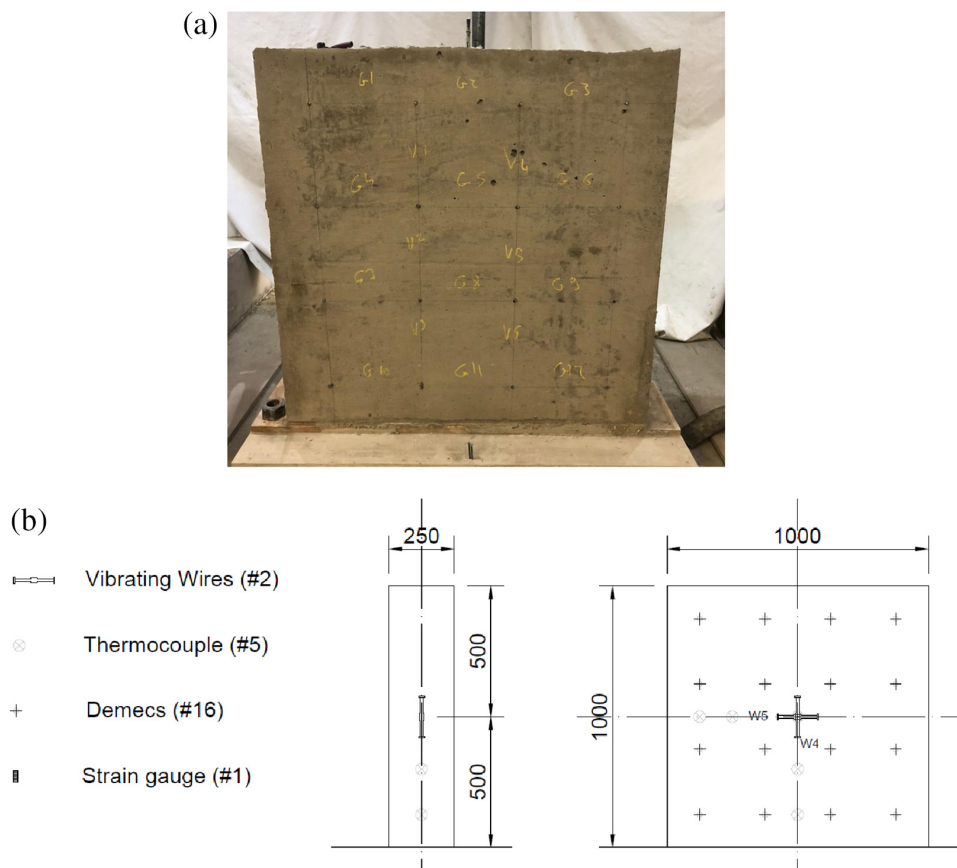 (a)
G1 G2 G3
V1 V4
G4 G5 G6
V2 V5
G7 G8 G9
V3 V6
G10 G11 G12
(b)
250
1000
Vibrating Wires (#2)
Thermocouple (#5)
500
Demecs (#16)
1000
W5
W4
Strain gauge (#1)
500